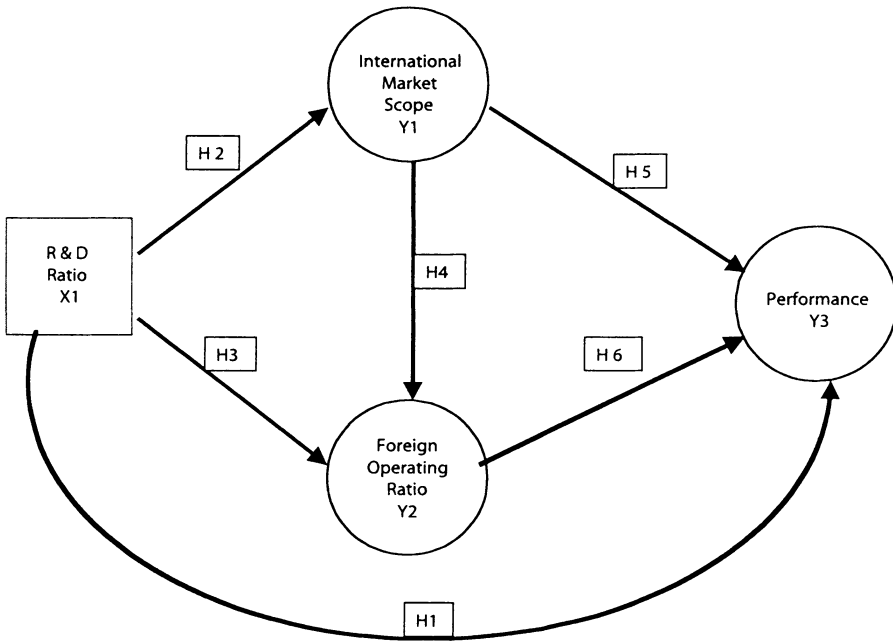 International
Market
Scope
Y1
H 2
H 5
R & D
Ratio
X1
H4
Performance
Y3
H3
H 6
Foreign
Operating
Ratio
Y2
H1